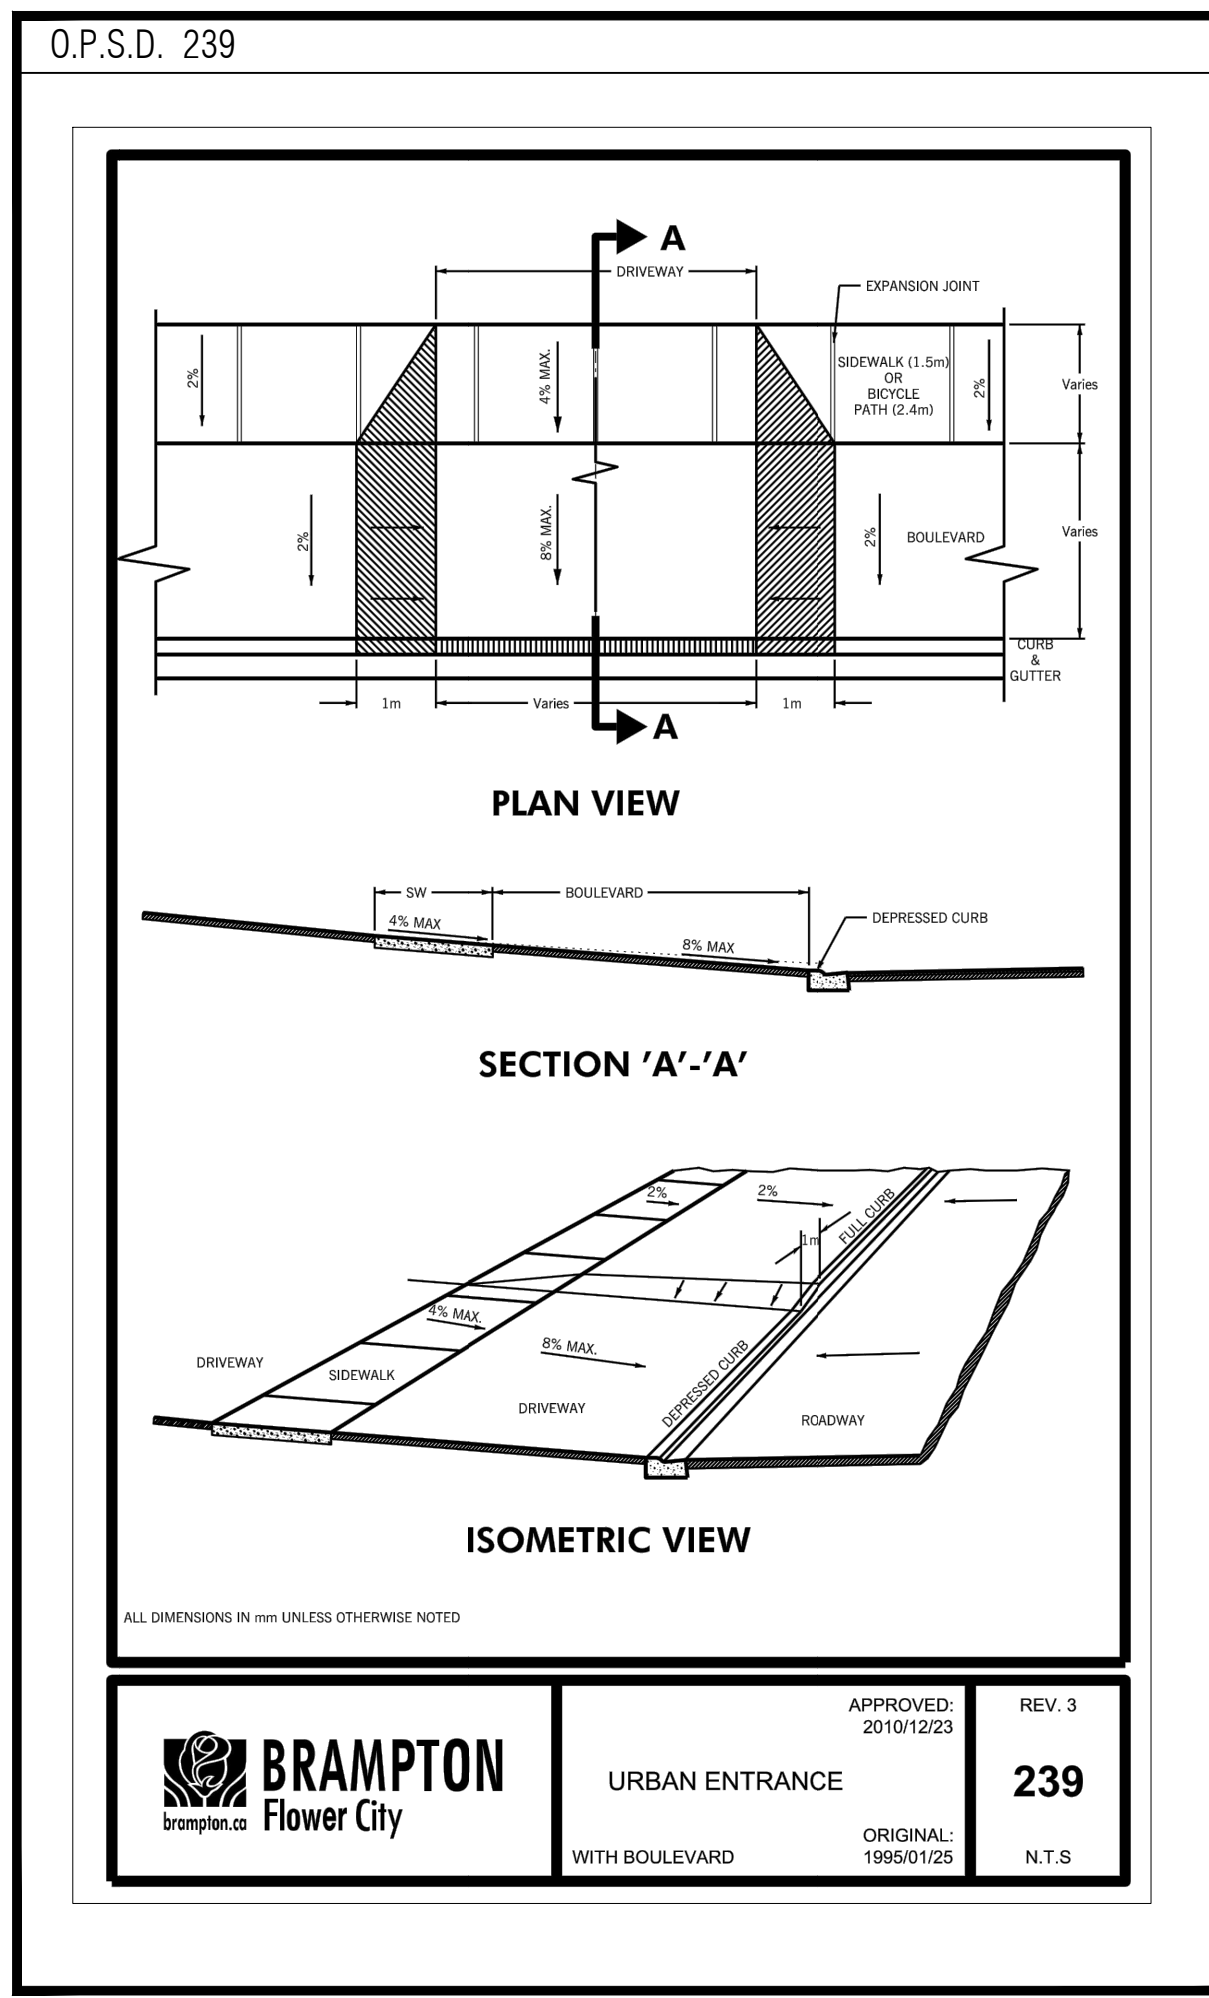 O.P.S.D. 239
A
DRIVEWAY
EXPANSION JOINT
2%
4% MAX.
SIDEWALK (1.5m)
OR
BICYCLE
PATH (2.4m)
2%
Varies
2%
8% MAX.
2%
BOULEVARD
Varies
CURB
&
GUTTER
1m
Varies
1m
A
PLAN VIEW
SW
BOULEVARD
4% MAX
8% MAX
DEPRESSED CURB
SECTION 'A'-'A'
2%
2%
FULL CURB
1m
4% MAX.
8% MAX.
DRIVEWAY
SIDEWALK
DEPRESSED CURB
DRIVEWAY
ROADWAY
ISOMETRIC VIEW
ALL DIMENSIONS IN mm UNLESS OTHERWISE NOTED
BRAMPTON
brampton.ca
Flower City
APPROVED:
2010/12/23
URBAN ENTRANCE
ORIGINAL:
WITH BOULEVARD
1995/01/25
REV. 3
239
N.T.S